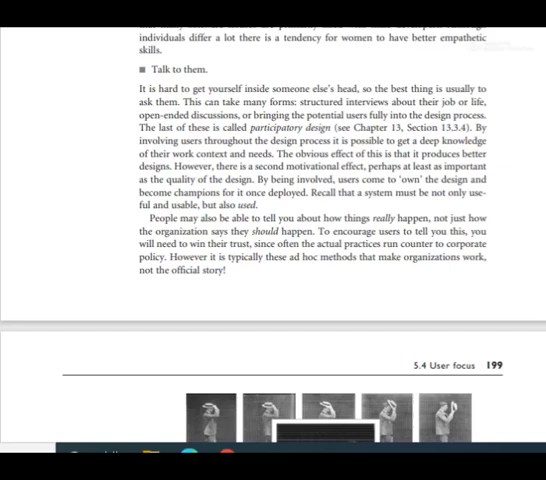 individuals differ a lot there is a tendency for women to have better empathetic
skills.
■ Talk to them.
It is hard to get yourself inside someone else's head, so the best thing is usually to
ask them. This can take many forms: structured interviews about their job or life,
open-ended discussions, or bringing the potential users fully into the design process.
The last of these is called participatory design (see Chapter 13, Section 13.3.4). By
involving users throughout the design process it is possible to get a deep knowledge
of their work context and needs. The obvious effect of this is that it produces better
designs. However, there is a second motivational effect, perhaps at least as important
as the quality of the design. By being involved, users come to 'own' the design and
become champions for it once deployed. Recall that a system must be not only use-
ful and usable, but also used.
People may also be able to tell you about how things really happen, not just how
the organization says they should happen. To encourage users to tell you this, you
will need to win their trust, since often the actual practices run counter to corporate
policy. However it is typically these ad hoc methods that make organizations work,
not the official story!
5.4 User focus 199